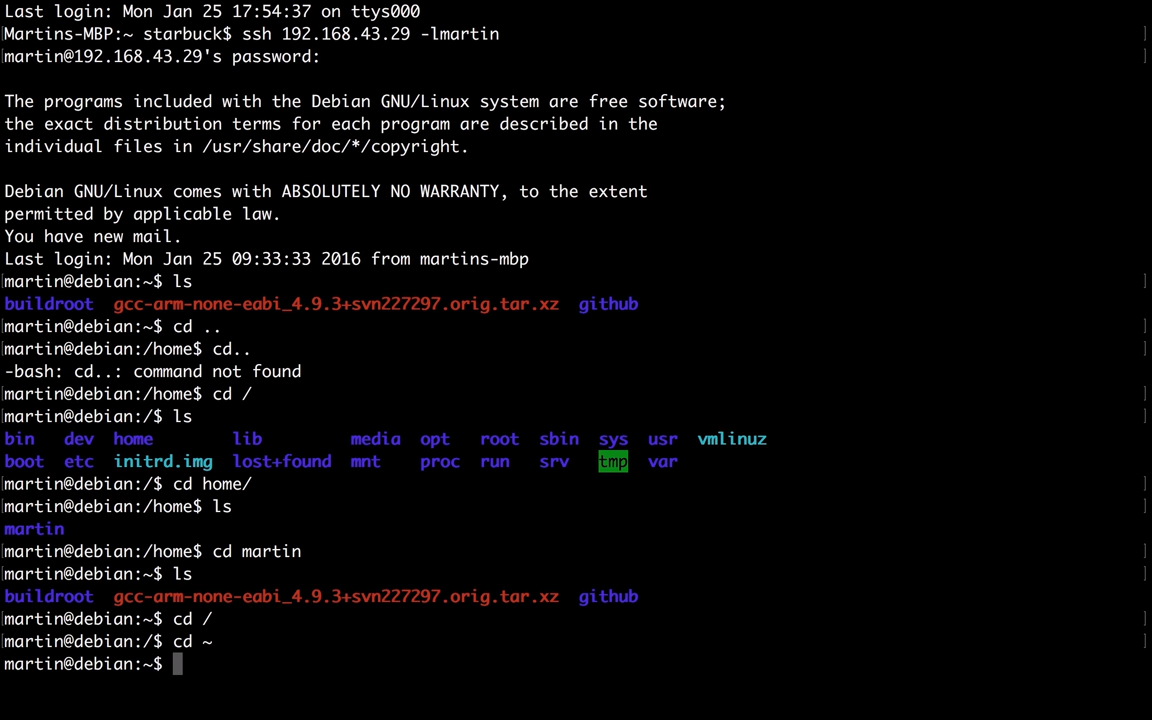 Last login: Mon Jan 25 17:54:37 on ttys000
[Martins-MBP:~ starbuck$ ssh 192.168.43.29 -lmartin ]
[martin@192.168.43.29's password: ]
The programs included with the Debian GNU/Linux system are free software;
the exact distribution terms for each program are described in the
individual files in /usr/share/doc/*/copyright.
Debian GNU/Linux comes with ABSOLUTELY NO WARRANTY, to the extent
permitted by applicable law.
You have new mail.
Last login: Mon Jan 25 09:33:33 2016 from martins-mbp
[martin@debian:~$ ls ]
buildroot  gcc-arm-none-eabi_4.9.3+svn227297.orig.tar.xz  github
[martin@debian:~$ cd .. ]
[martin@debian:/home$ cd.. ]
-bash: cd..: command not found
[martin@debian:/home$ cd / ]
[martin@debian:/$ ls ]
bin   dev  home        lib         media  opt   root  sbin  sys  usr  vmlinuz
boot  etc  initrd.img  lost+found  mnt    proc  run   srv   tmp  var
[martin@debian:/$ cd home/ ]
[martin@debian:/home$ ls ]
martin
[martin@debian:/home$ cd martin ]
[martin@debian:~$ ls ]
buildroot  gcc-arm-none-eabi_4.9.3+svn227297.orig.tar.xz  github
[martin@debian:~$ cd / ]
[martin@debian:/$ cd ~ ]
martin@debian:~$